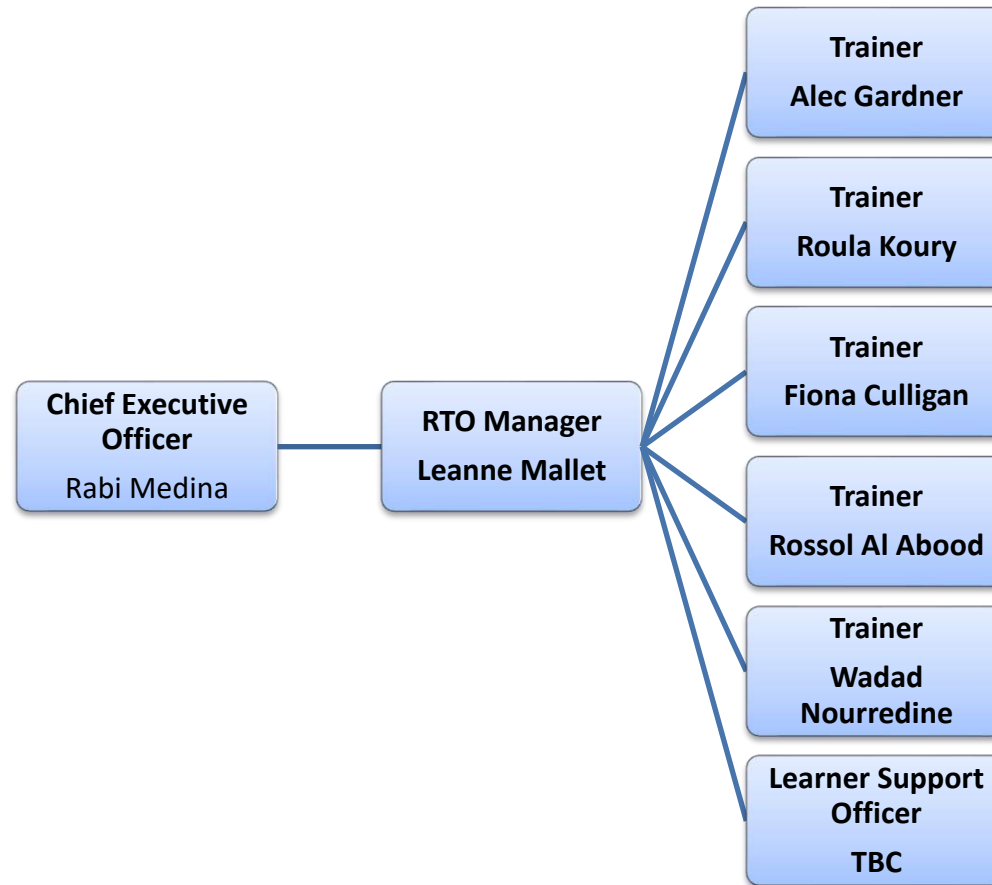 Chief Executive
Officer
Rabi Medina
RTO Manager
Leanne Mallet
Trainer
Alec Gardner
Trainer
Roula Koury
Trainer
Fiona Culligan
Trainer
Rossol Al Abood
Trainer
Wadad
Nourredine
Learner Support
Officer
TBC